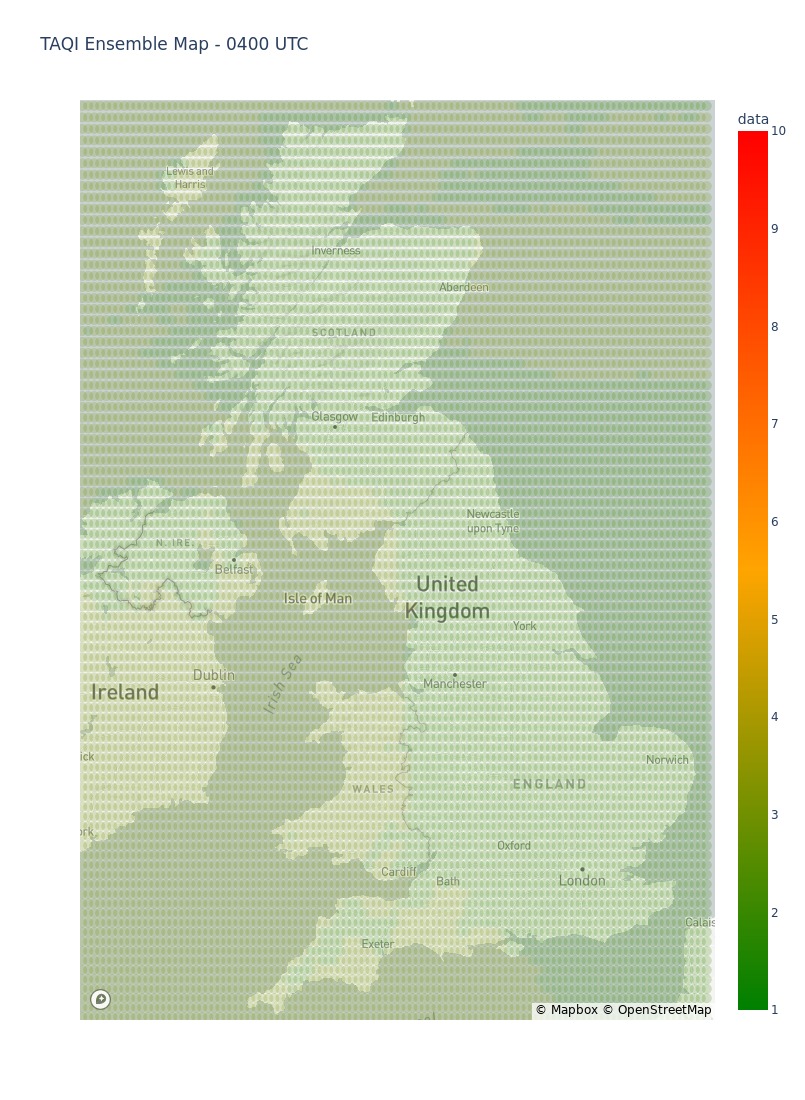 TAQI Ensemble Map - 0400 UTC
data
10
9
8
7
6
5
4
3
2
1
Lewis and
Harris
Inverness
Aberdeen
SCOTLAND
Glasgow
Edinburgh
Newcastle
upon Tyne
N. IRE.
Belfast
United
Kingdom
Isle of Man
York
Dublin
Manchester
Ireland
Irish Sea
ick
Norwich
ENGLAND
WALES
ork
Oxford
Cardiff
Bath
London
Calais
Exeter
© Mapbox © OpenStreetMap